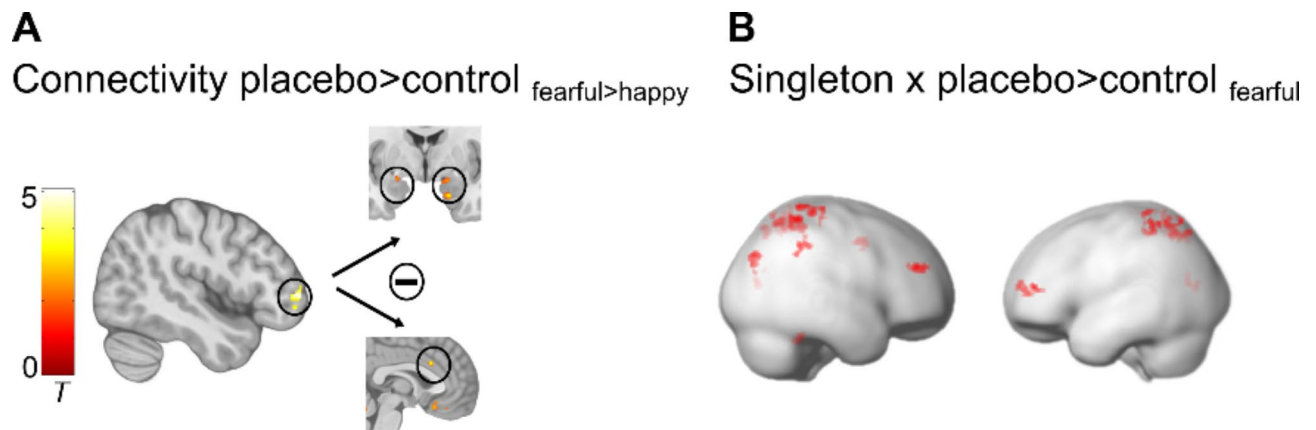 A
Connectivity placebo>control fearful>happy
5
0
T
B
Singleton x placebo>control fearful